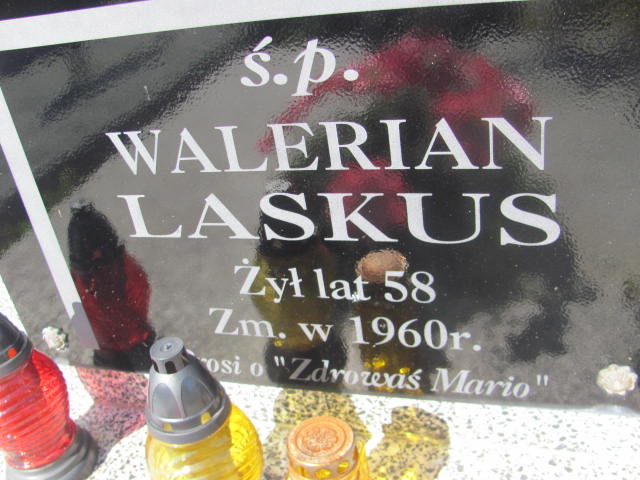 ś.p.
WALERIAN
LASKUS
Żył lat 58
Zm. w 1960r.
o "Zdrowaś Mario"